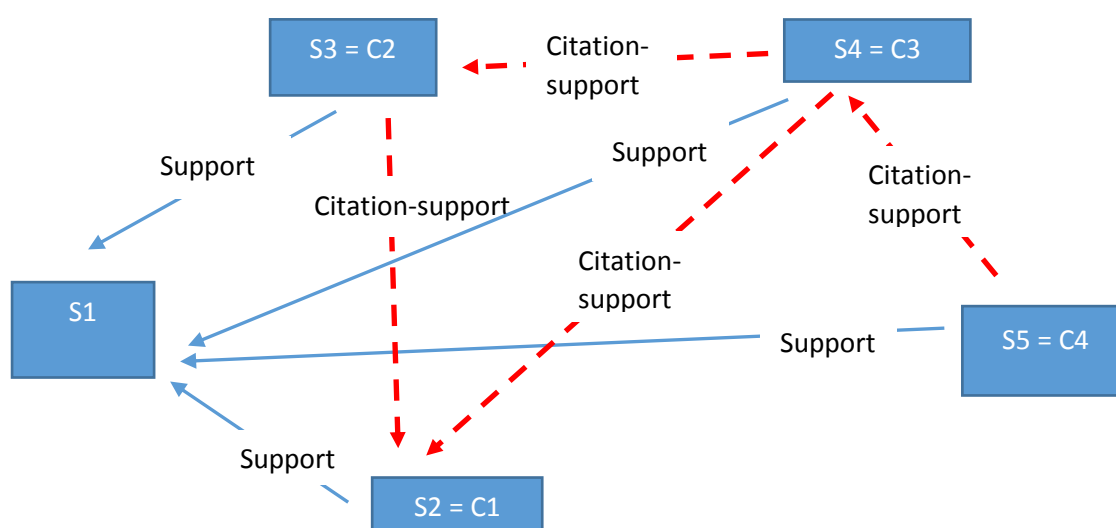 S3 = C2
Citation-
support
S4 = C3
Support
Support
Citation-
support
Citation-support
Citation-
support
S1
Support
S5 = C4
Support
S2 = C1